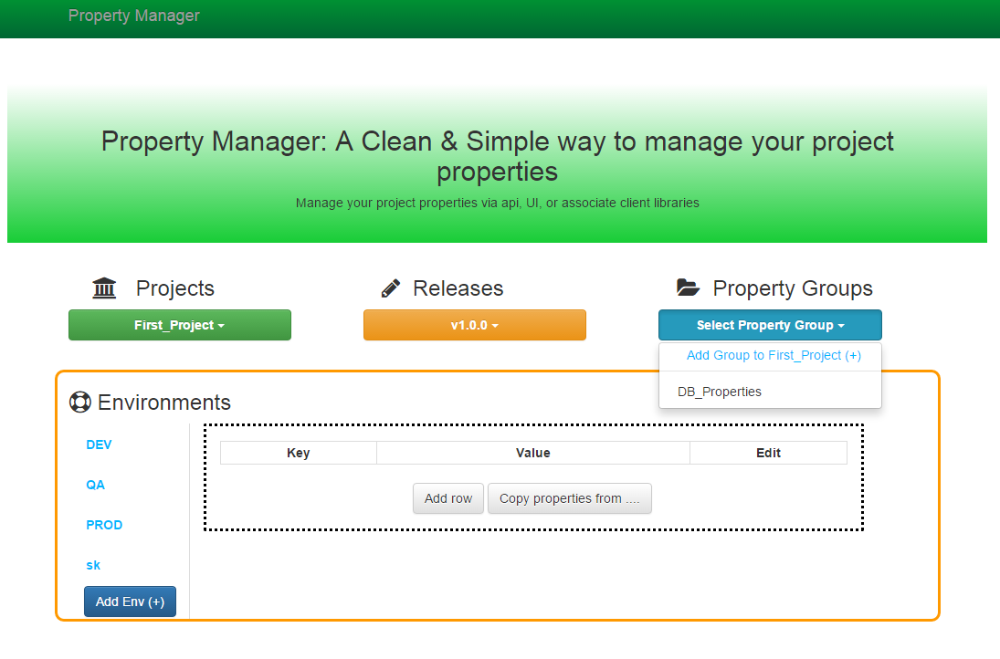 Property Manager
Property Manager: A Clean & Simple way to manage your project
properties
Manage your project properties via api, UI, or associate client libraries
Projects
Releases
Property Groups
First_Project
v1.0.0
Select Property Group
Add Group to First_Project (+)
DB_Properties
Environments
DEV
QA
PROD
sk
Add Env (+)
Key Value Edit
Add row Copy properties from ....